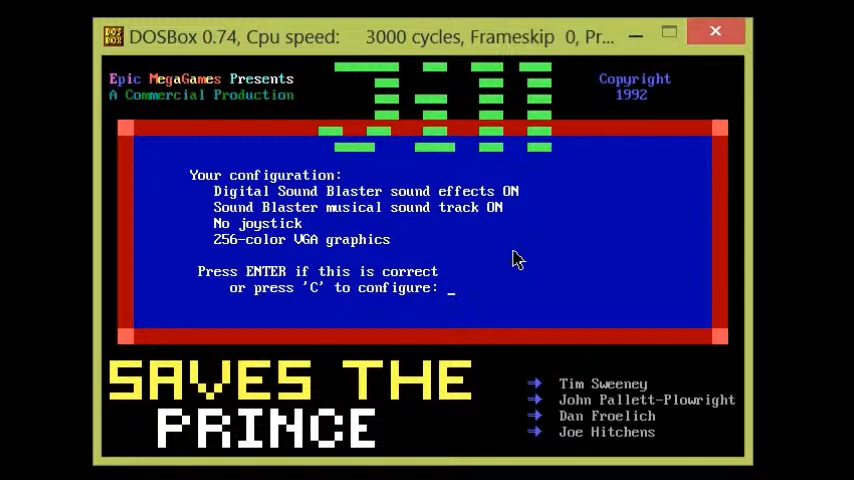 DOSBox 0.74, Cpu speed: 3000 cycles, Frameskip 0, Pr...
Epic MegaGames Presents
A Commercial Production
Jill
Copyright
1992
Your configuration:
Digital Sound Blaster sound effects ON
Sound Blaster musical sound track ON
No joystick
256-color VGA graphics
Press ENTER if this is correct
or press 'C' to configure: _
SAVES THE
PRINCE
Tim Sweeney
John Pallett-Plowright
Dan Froelich
Joe Hitchens